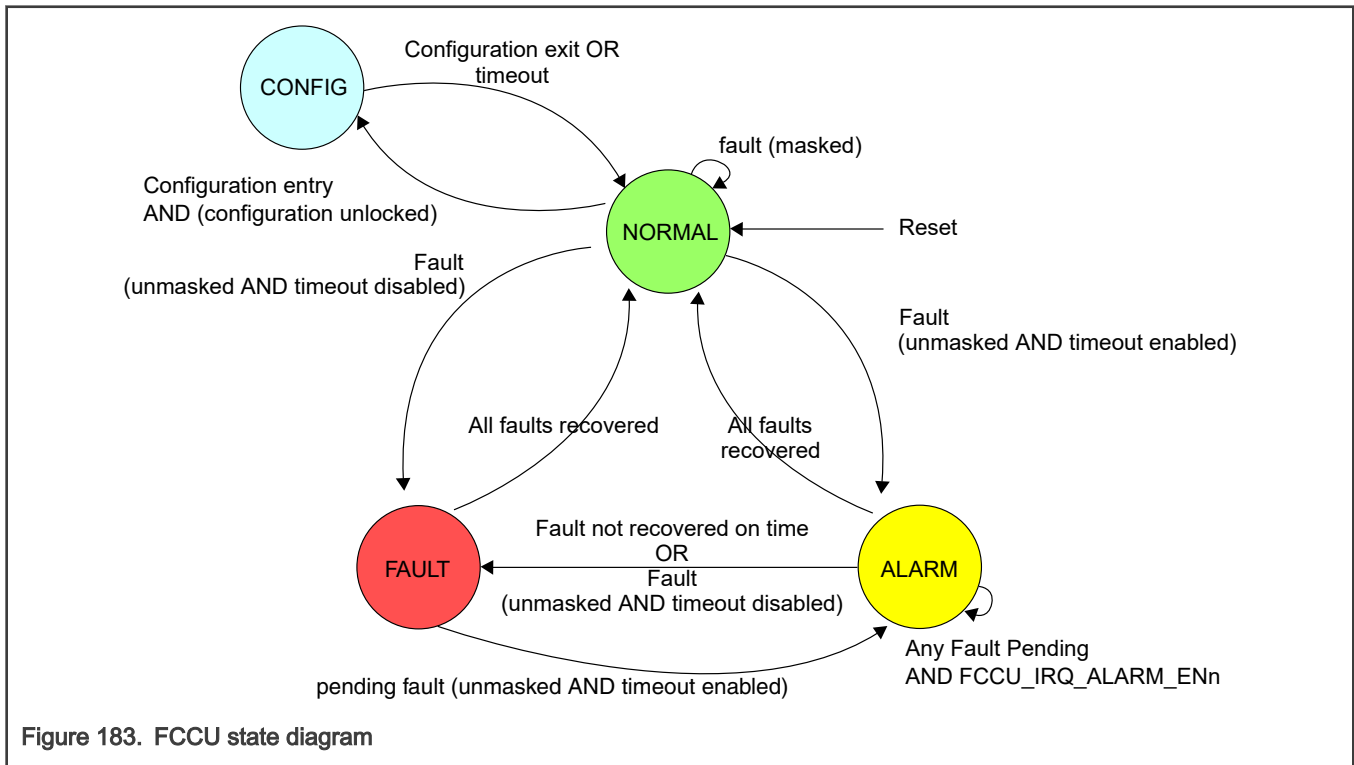 Configuration exit OR
timeout
CONFIG
fault (masked)
Configuration entry
AND (configuration unlocked)
NORMAL
Reset
Fault
(unmasked AND timeout disabled)
Fault
(unmasked AND timeout enabled)
All faults recovered
All faults
recovered
Fault not recovered on time
OR
Fault
(unmasked AND timeout disabled)
FAULT
ALARM
Any Fault Pending
AND FCCU_IRQ_ALARM_ENn
pending fault (unmasked AND timeout enabled)
Figure 183. FCCU state diagram